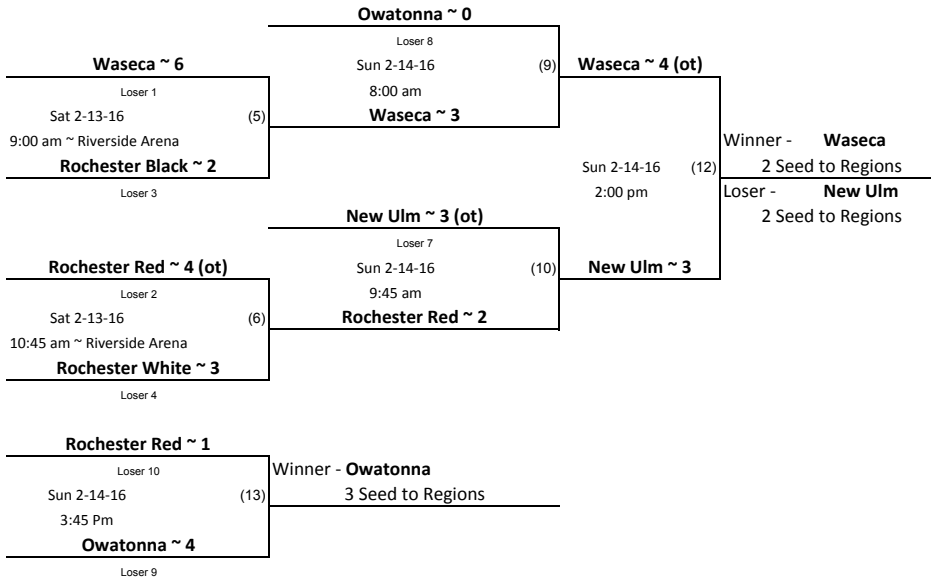 Owatonna ~ 0
Loser 8
Waseca ~ 6
Sun 2-14-16
(9)
Waseca ~ 4 (ot)
Loser 1
8:00 am
Sat 2-13-16
(5)
Waseca ~ 3
9:00 am ~ Riverside Arena
Winner - Waseca
Rochester Black ~ 2
Sun 2-14-16
(12)
2 Seed to Regions
Loser 3
2:00 pm
Loser - New Ulm
New Ulm ~ 3 (ot)
2 Seed to Regions
Loser 7
Rochester Red ~ 4 (ot)
Sun 2-14-16
(10)
New Ulm ~ 3
Loser 2
9:45 am
Sat 2-13-16
(6)
Rochester Red ~ 2
10:45 am ~ Riverside Arena
Rochester White ~ 3
Loser 4
Rochester Red ~ 1
Loser 10
Winner - Owatonna
Sun 2-14-16
(13)
3 Seed to Regions
3:45 Pm
Owatonna ~ 4
Loser 9